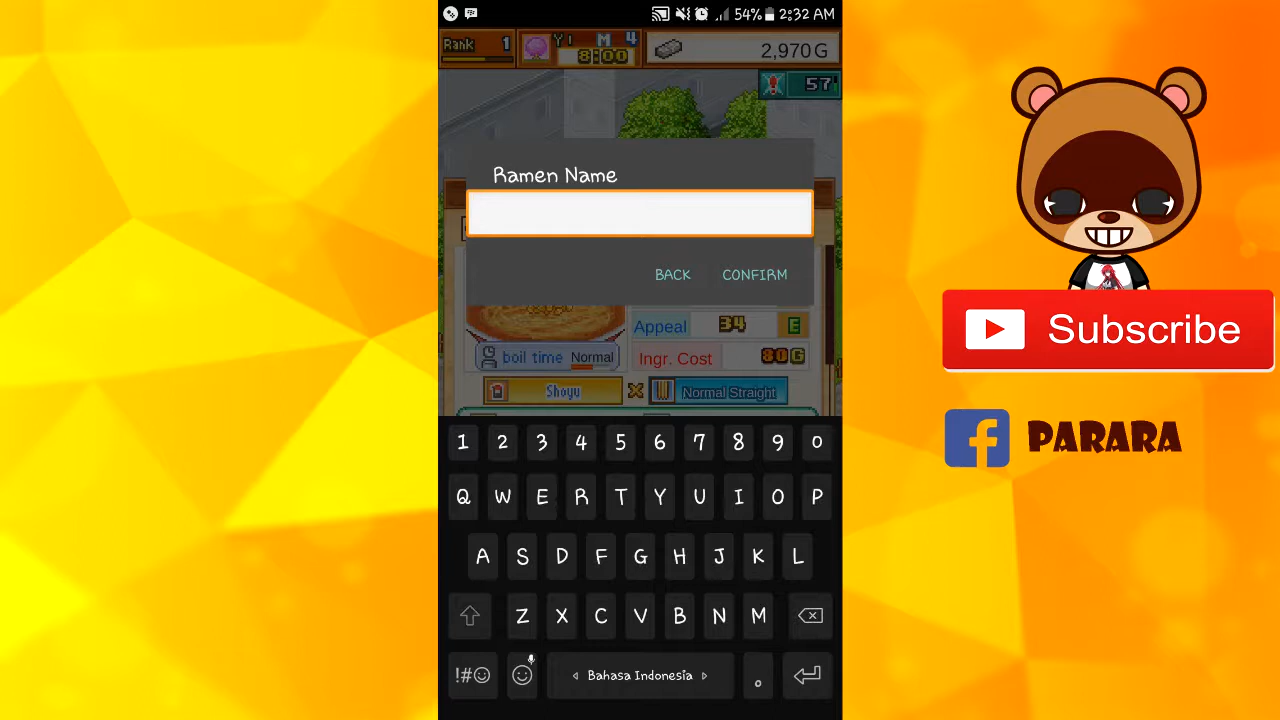 54% 2:32 AM
Rank 1 Y1 M 4 2,970G
8:00
57
Ramen Name
BACK CONFIRM
Appeal 34 E
boil time Normal Ingr. Cost 80G
Shoyu Normal Straight
1 2 3 4 5 6 7 8 9 0
Q W E R T Y U I O P
A S D F G H J K L
Z X C V B N M
!#☺ Bahasa Indonesia .
Subscribe
f PARARA